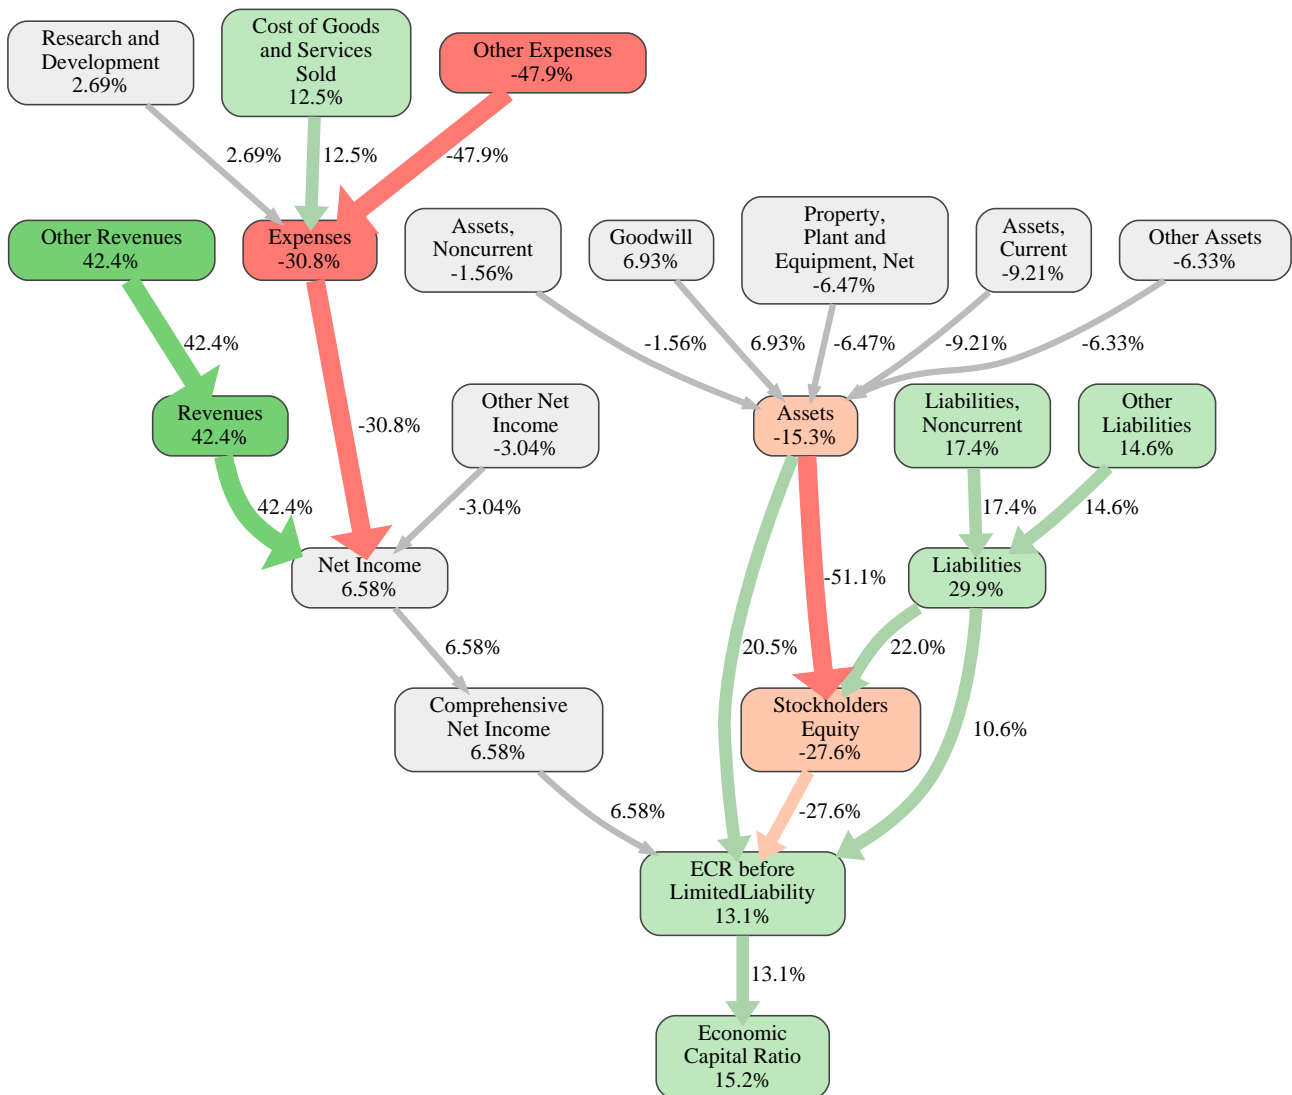 Research and
Development
2.69%
Cost of Goods
and Services
Sold
12.5%
Other Expenses
-47.9%
2.69%
12.5%
-47.9%
Other Revenues
42.4%
Expenses
-30.8%
Assets,
Noncurrent
-1.56%
Goodwill
6.93%
Property,
Plant and
Equipment, Net
-6.47%
Assets,
Current
-9.21%
Other Assets
-6.33%
42.4%
-1.56%
6.93%
-6.47%
-9.21%
-6.33%
Revenues
42.4%
-30.8%
Other Net
Income
-3.04%
Assets
-15.3%
Liabilities,
Noncurrent
17.4%
Other
Liabilities
14.6%
42.4%
-3.04%
17.4%
14.6%
Net Income
6.58%
-51.1%
Liabilities
29.9%
6.58%
20.5%
22.0%
Comprehensive
Net Income
6.58%
Stockholders
Equity
-27.6%
10.6%
6.58%
-27.6%
ECR before
LimitedLiability
13.1%
13.1%
Economic
Capital Ratio
15.2%